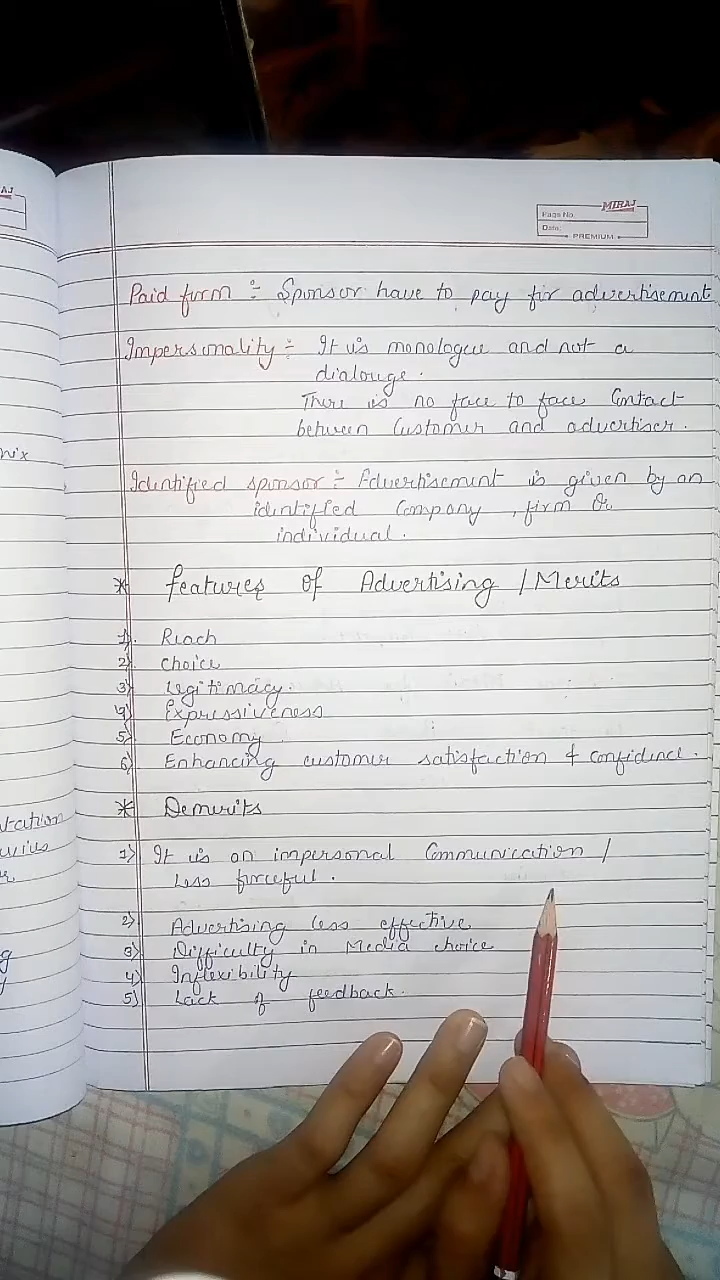 AJ
MIRAJ
Page No.
Date:
PREMIUM
Paid form :- Sponsor have to pay for advertisement
Impersonality :- It is monologue and not a
dialouge.
There is no face to face Contact
between Customer and advertiser.
mix
Identified sponsor :- Advertisement is given by an
identified Company, firm Or
individual.
* Features of Advertising / Merits
1). Reach
2) Choice
3) Legitimacy.
4) Expressiveness
5) Economy
6) Enhancing customer satisfaction & confidence.
* Demerits
1) It is an impersonal Communication /
Less forceful.
2) Advertising less effective
3) Difficulty in Media choice
4) Inflexibility
5) Lack of feedback.